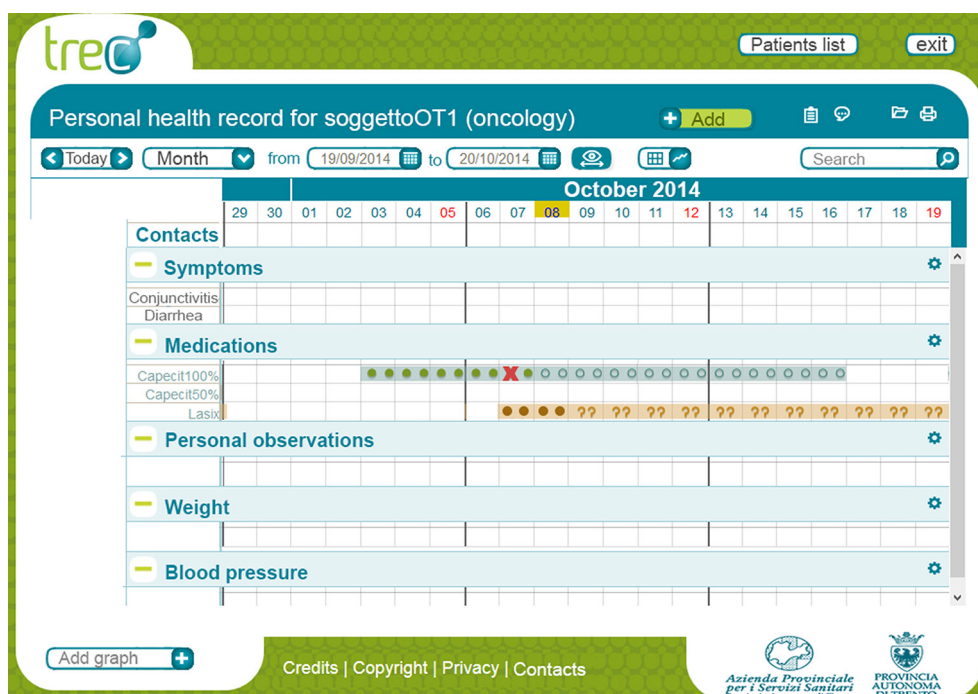 trec
Patients list
exit
Personal health record for soggettoOT1 (oncology)
Add
Today
Month
from 19/09/2014 to 20/10/2014
Search
October 2014
29 30 01 02 03 04 05 06 07 08 09 10 11 12 13 14 15 16 17 18 19
Contacts
Symptoms
Conjunctivitis
Diarrhea
Medications
Capecit100%
X
Capecit50%
Lasix
?? ?? ?? ?? ?? ?? ?? ?? ?? ?? ??
Personal observations
Weight
Blood pressure
Add graph
Credits | Copyright | Privacy | Contacts
Azienda Provinciale
per i Servizi Sanitari
PROVINCIA
AUTONOMA
DI TRENTO